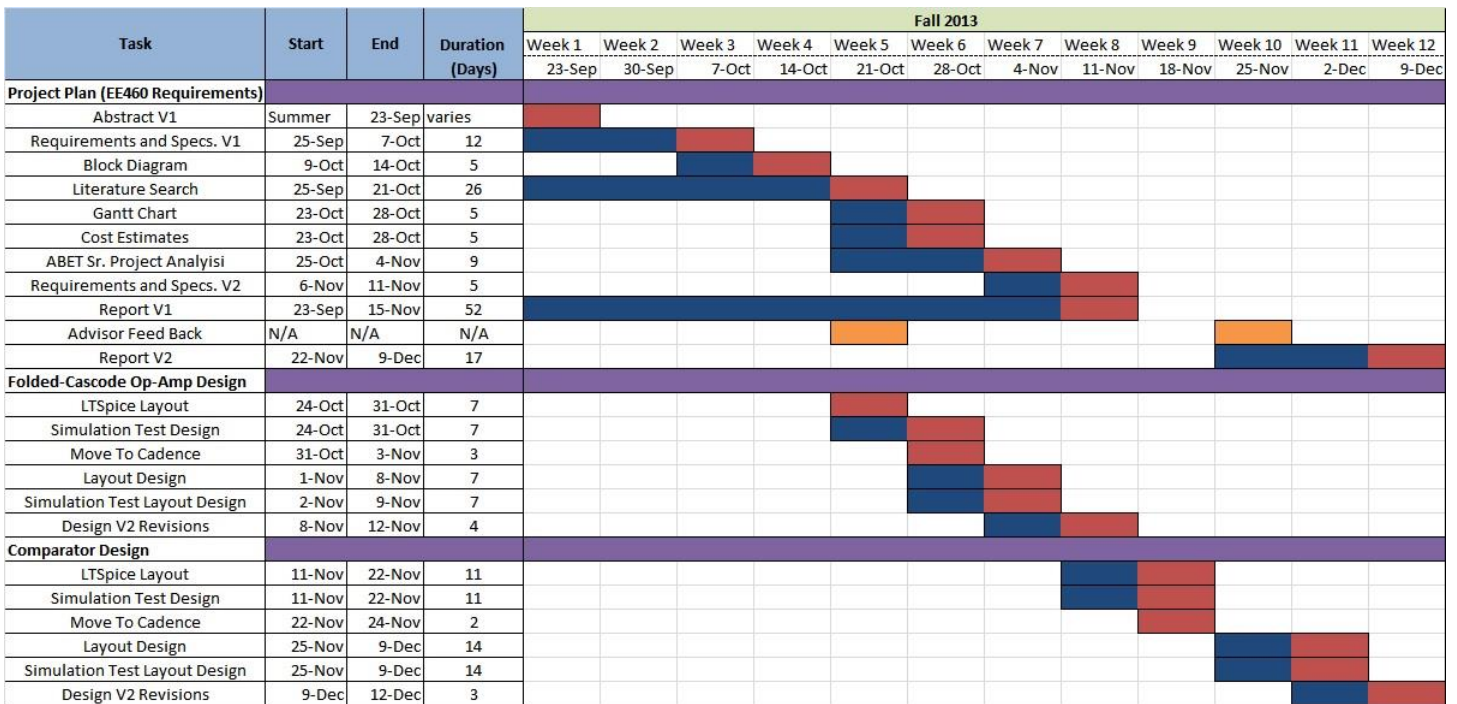 Fall 2013
Task Start End Duration (Days) Week 1 Week 2 Week 3 Week 4 Week 5 Week 6 Week 7 Week 8 Week 9 Week 10 Week 11 Week 12
23-Sep 30-Sep 7-Oct 14-Oct 21-Oct 28-Oct 4-Nov 11-Nov 18-Nov 25-Nov 2-Dec 9-Dec
Project Plan (EE460 Requirements)
Abstract V1 Summer 23-Sep varies
Requirements and Specs. V1 25-Sep 7-Oct 12
Block Diagram 9-Oct 14-Oct 5
Literature Search 25-Sep 21-Oct 26
Gantt Chart 23-Oct 28-Oct 5
Cost Estimates 23-Oct 28-Oct 5
ABET Sr. Project Analyisi 25-Oct 4-Nov 9
Requirements and Specs. V2 6-Nov 11-Nov 5
Report V1 23-Sep 15-Nov 52
Advisor Feed Back N/A N/A N/A
Report V2 22-Nov 9-Dec 17
Folded-Cascode Op-Amp Design
LTSpice Layout 24-Oct 31-Oct 7
Simulation Test Design 24-Oct 31-Oct 7
Move To Cadence 31-Oct 3-Nov 3
Layout Design 1-Nov 8-Nov 7
Simulation Test Layout Design 2-Nov 9-Nov 7
Design V2 Revisions 8-Nov 12-Nov 4
Comparator Design
LTSpice Layout 11-Nov 22-Nov 11
Simulation Test Design 11-Nov 22-Nov 11
Move To Cadence 22-Nov 24-Nov 2
Layout Design 25-Nov 9-Dec 14
Simulation Test Layout Design 25-Nov 9-Dec 14
Design V2 Revisions 9-Dec 12-Dec 3